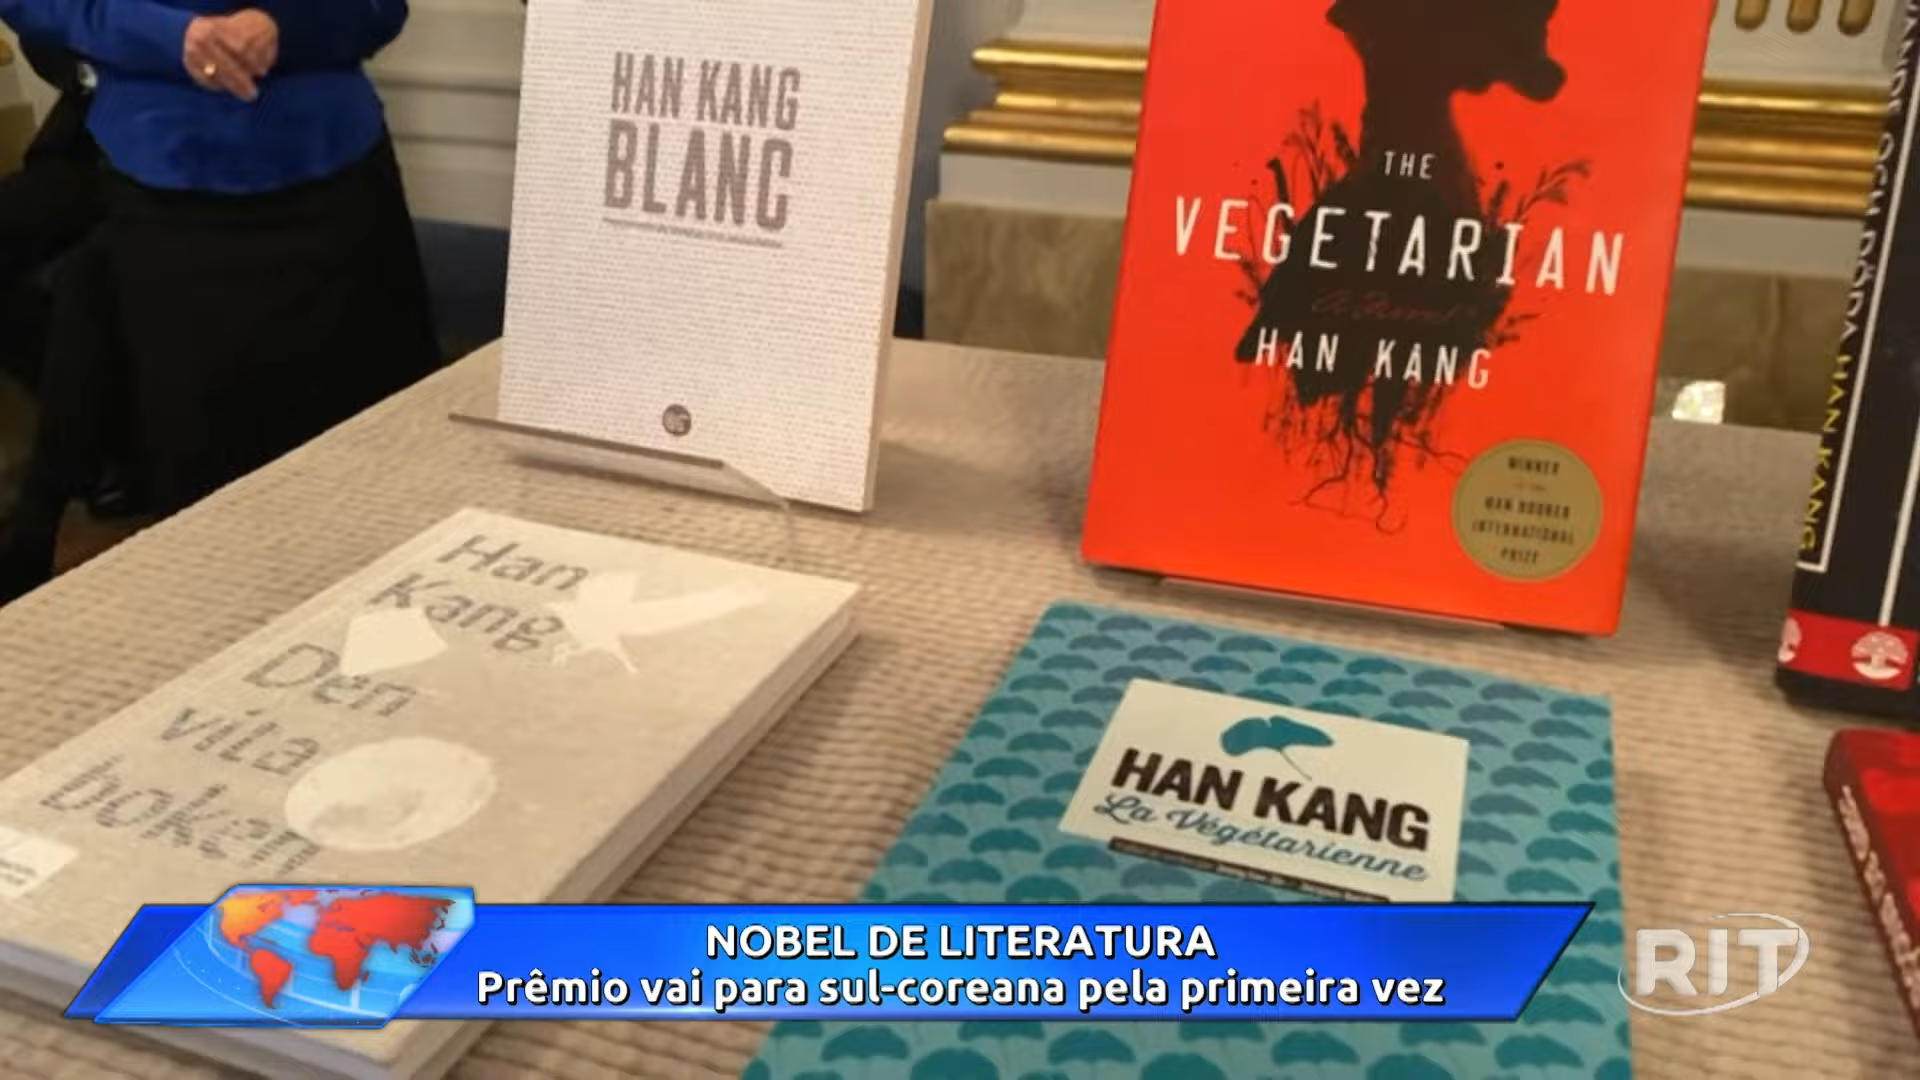 HAN KANG
BLANC
THE
VEGETARIAN
a novel
HAN KANG
WINNER
MAN BOOKER
INTERNATIONAL
PRIZE
HAN KANG
Han
Kang
Den
vita
boken
HAN KANG
La Végétarienne
NOBEL DE LITERATURA
Prêmio vai para sul-coreana pela primeira vez
RIT